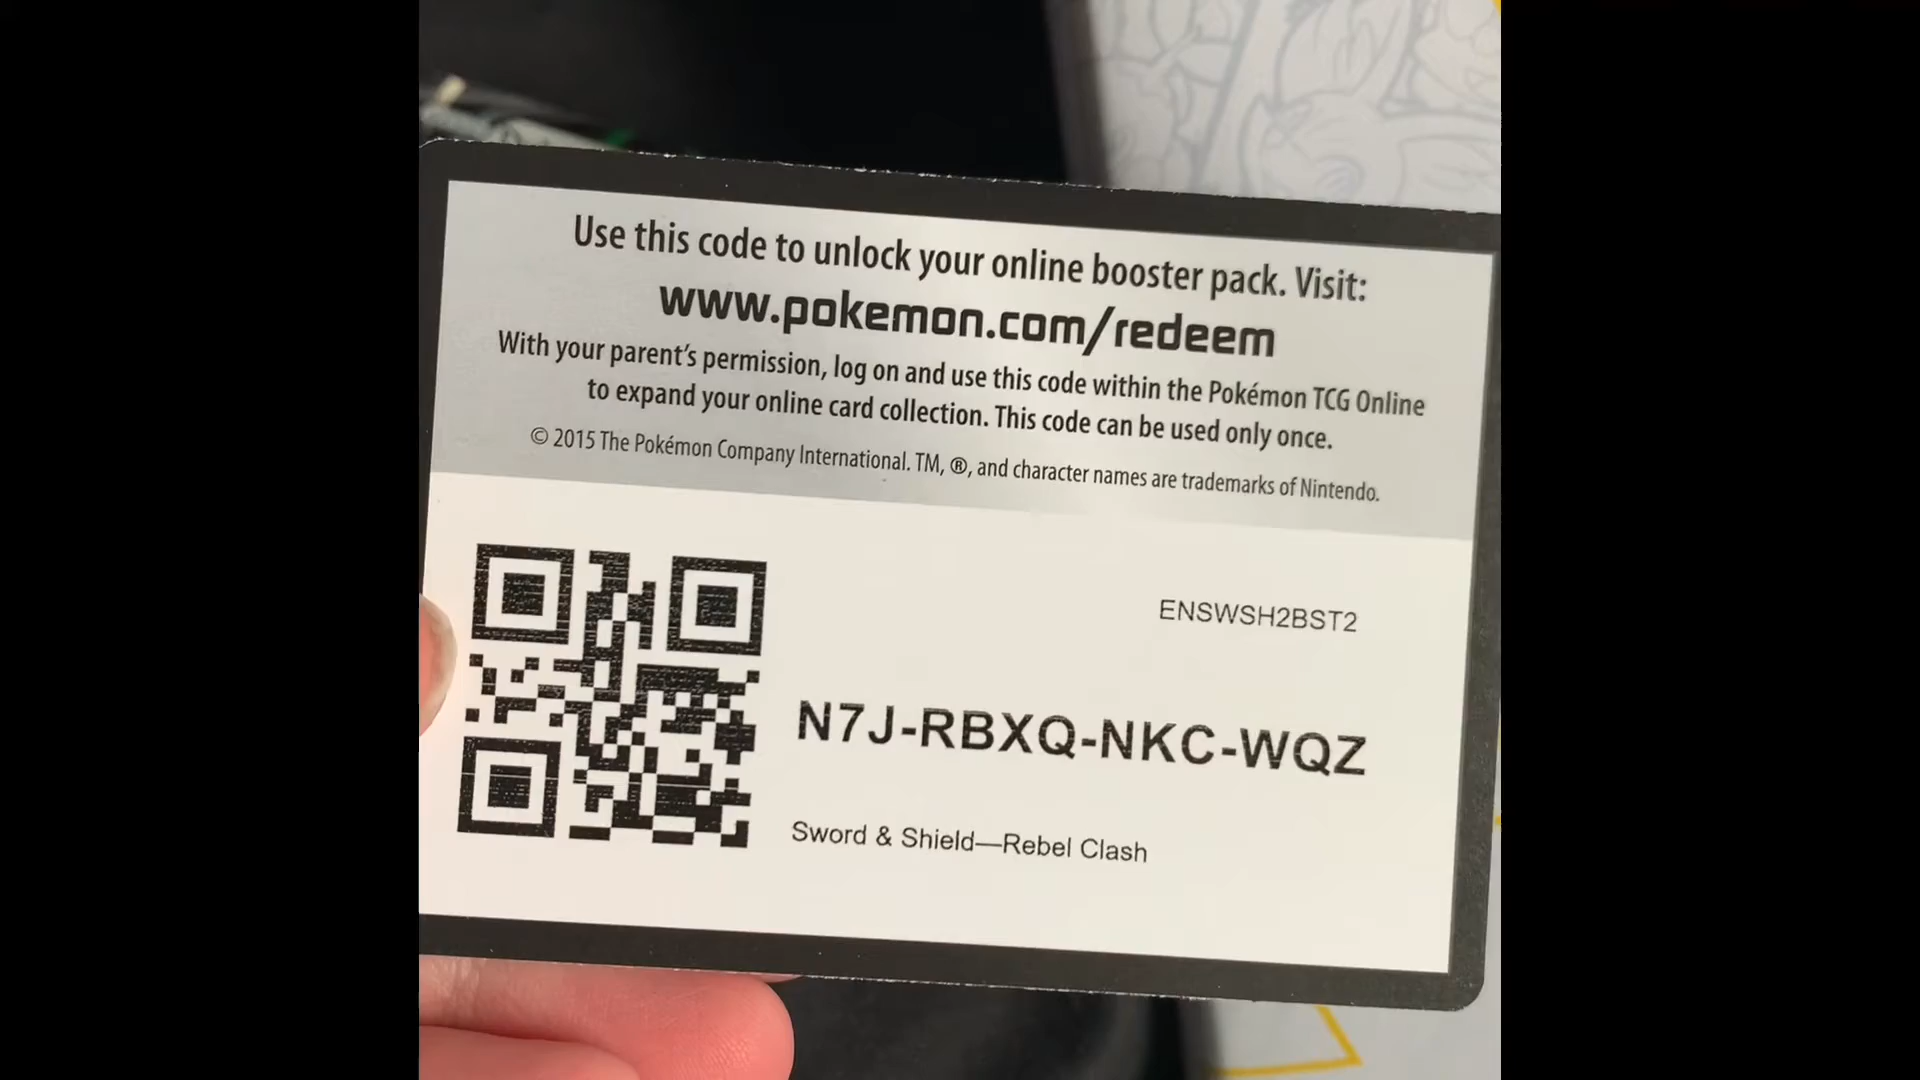 Use this code to unlock your online booster pack. Visit:
www.pokemon.com/redeem
With your parent's permission, log on and use this code within the Pokémon TCG Online
to expand your online card collection. This code can be used only once.
© 2015 The Pokémon Company International. TM, ®, and character names are trademarks of Nintendo.
ENSWSH2BST2
N7J-RBXQ-NKC-WQZ
Sword & Shield—Rebel Clash